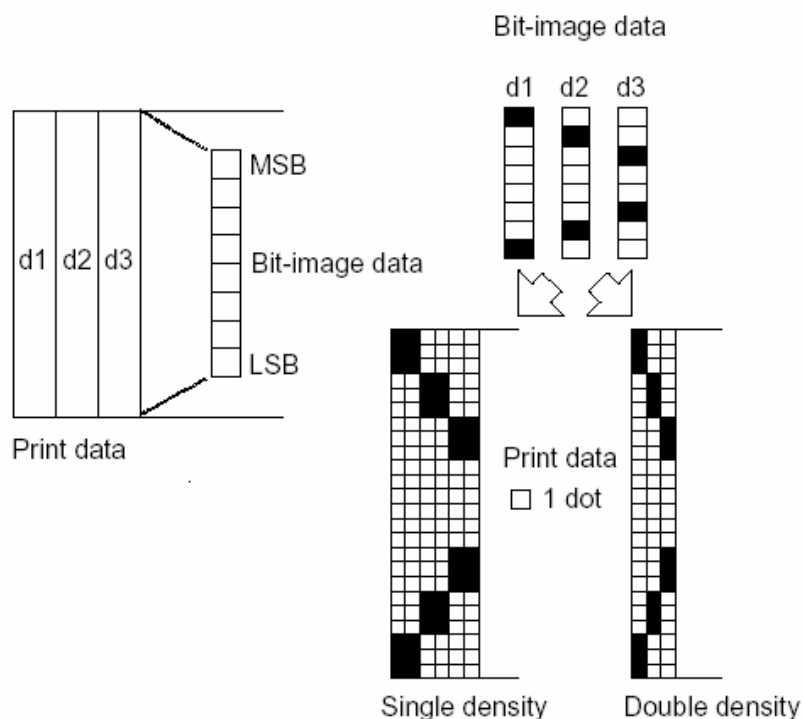 Bit-image data
d1 d2 d3
MSB
d1 d2 d3
Bit-image data
LSB
Print data
Print data
1 dot
Single density
Double density